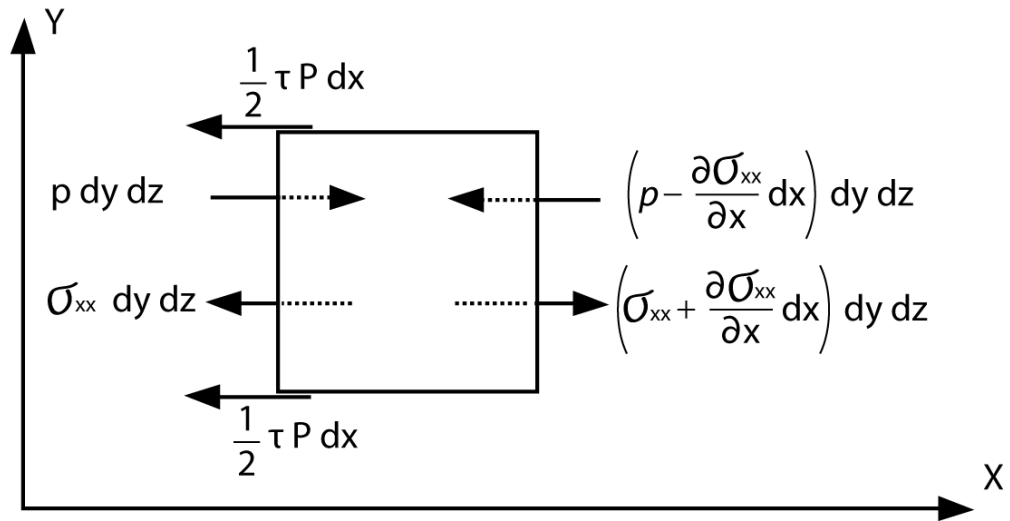 Y
1/2 τ P dx
p dy dz
(p − ∂σxx/∂x dx) dy dz
σxx dy dz
(σxx + ∂σxx/∂x dx) dy dz
1/2 τ P dx
X